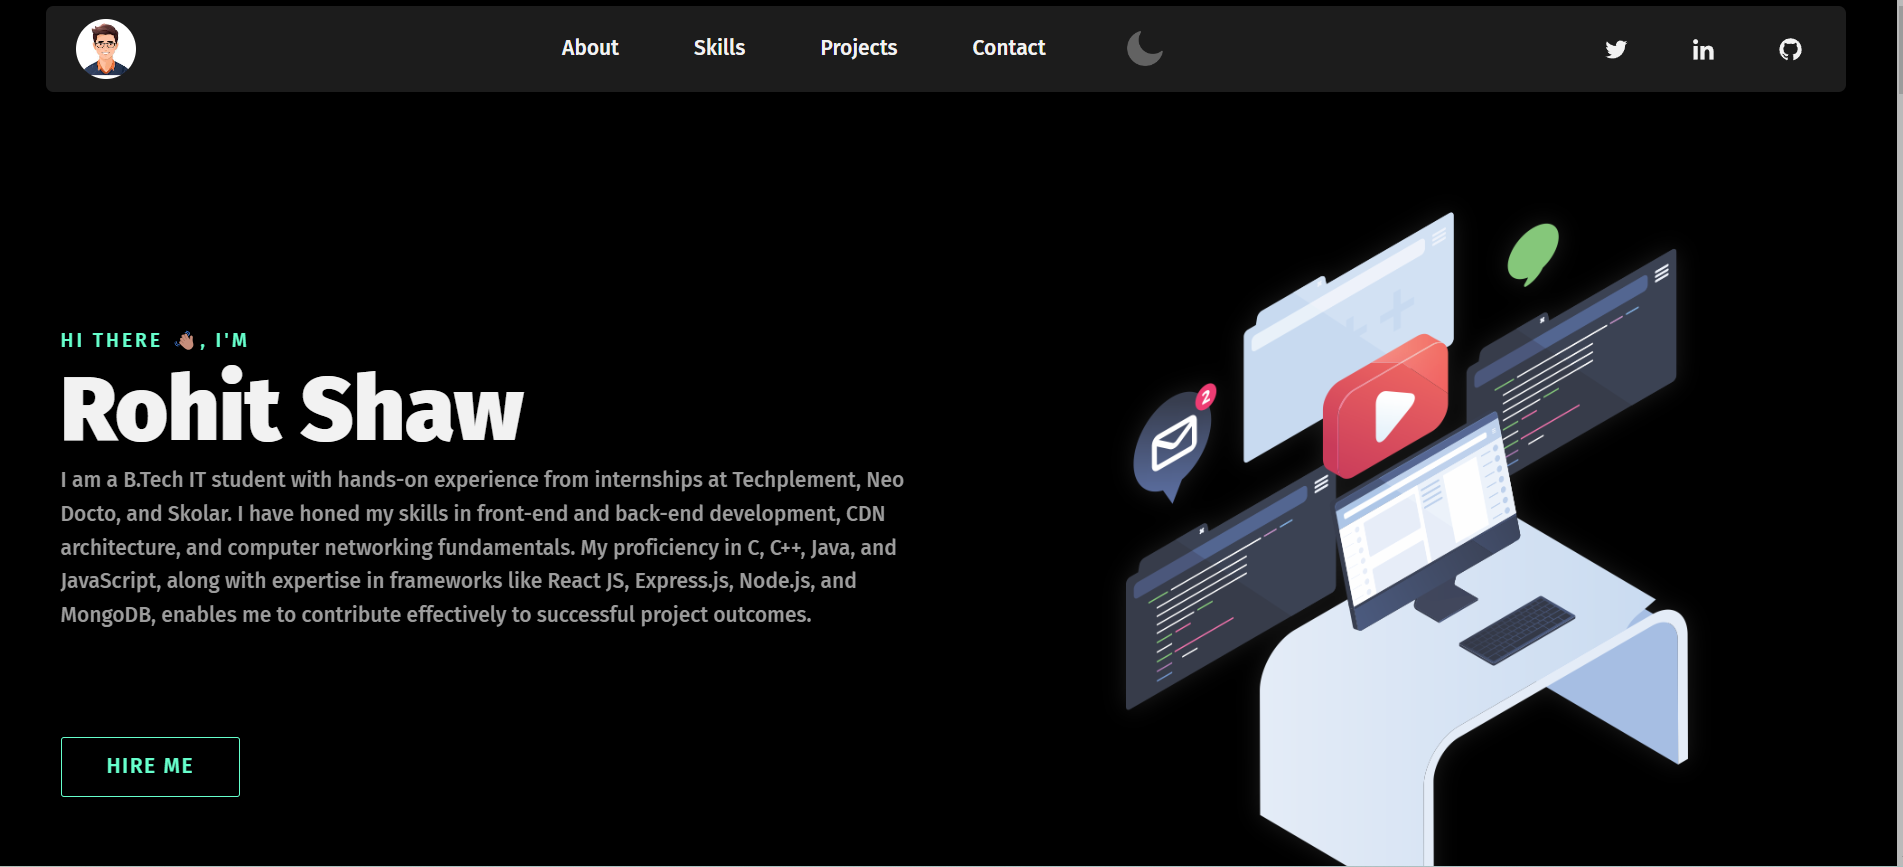 About Skills Projects Contact
HI THERE 👋🏽, I'M
Rohit Shaw
I am a B.Tech IT student with hands-on experience from internships at Techplement, Neo
Docto, and Skolar. I have honed my skills in front-end and back-end development, CDN
architecture, and computer networking fundamentals. My proficiency in C, C++, Java, and
JavaScript, along with expertise in frameworks like React JS, Express.js, Node.js, and
MongoDB, enables me to contribute effectively to successful project outcomes.
HIRE ME
2